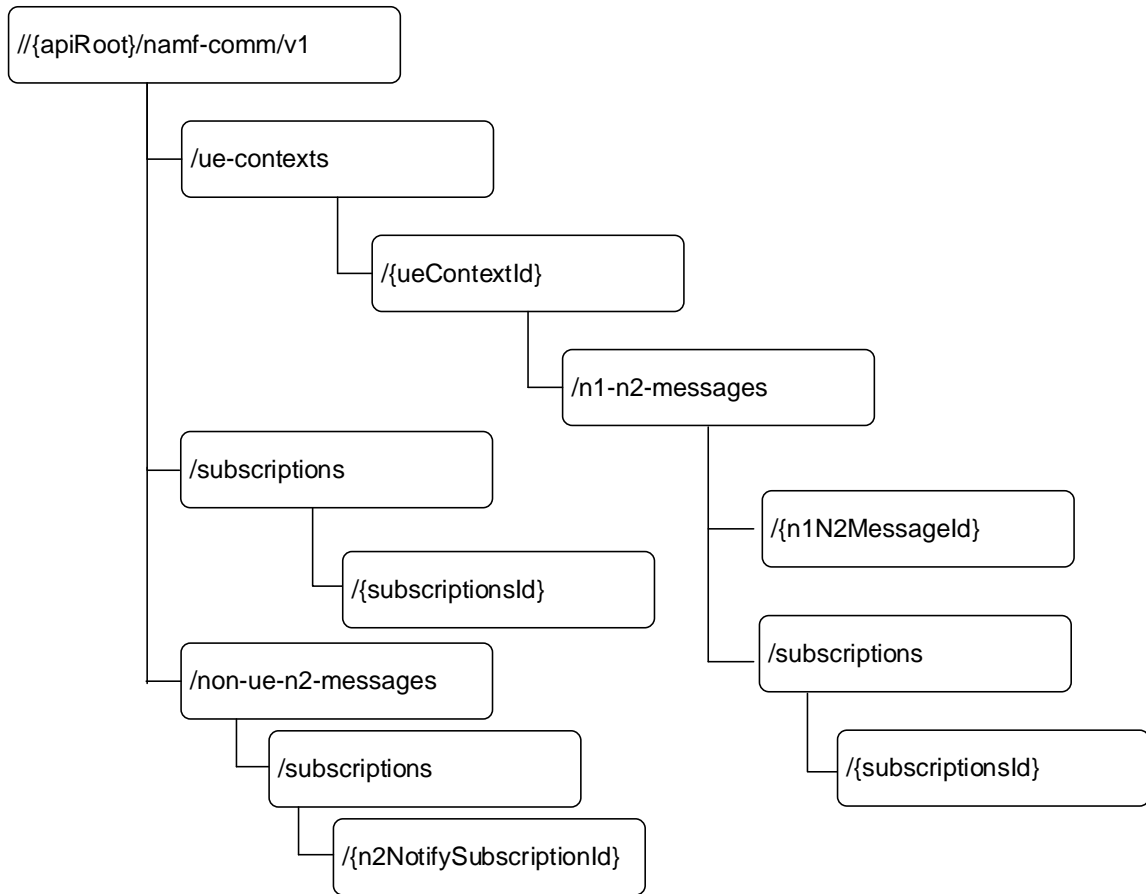 //{apiRoot}/namf-comm/v1
/ue-contexts
/{ueContextId}
/n1-n2-messages
/subscriptions
/{n1N2MessageId}
/{subscriptionsId}
/subscriptions
/non-ue-n2-messages
/subscriptions
/{subscriptionsId}
/{n2NotifySubscriptionId}